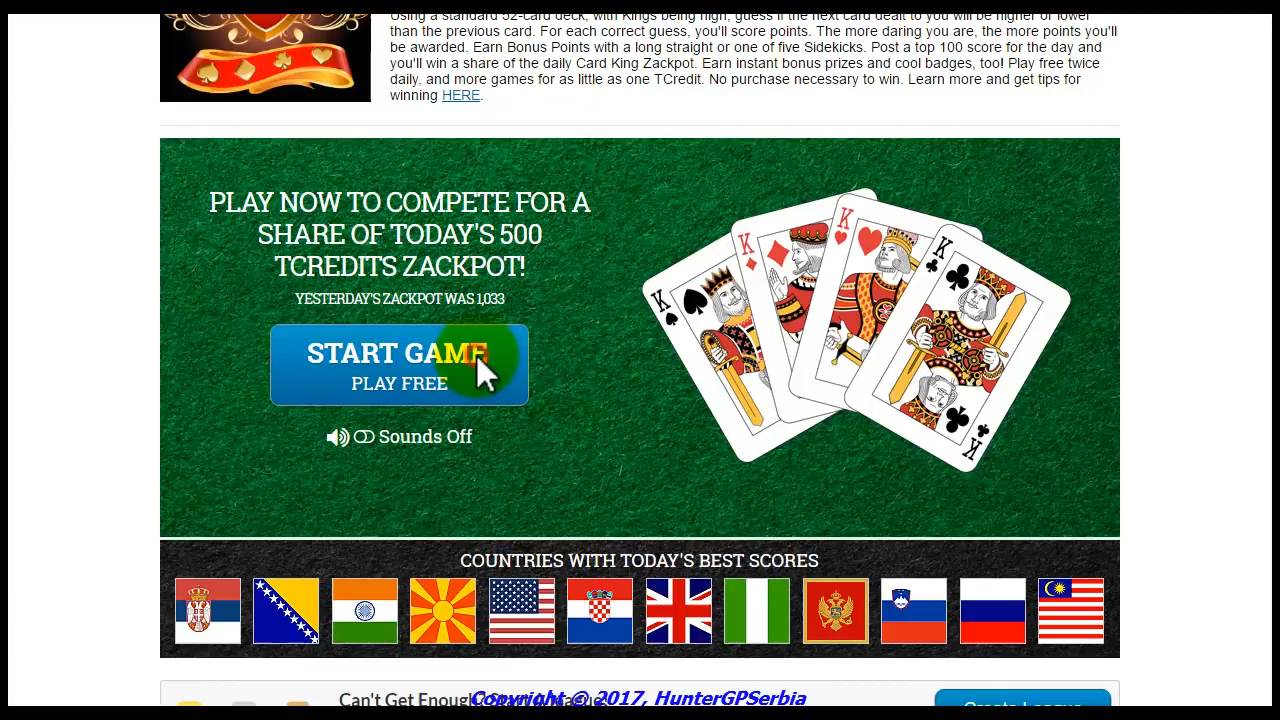 Using a standard 52-card deck, with Kings being high, guess if the next card dealt to you will be higher or lower
than the previous card. For each correct guess, you'll score points. The more daring you are, the more points you'll
be awarded. Earn Bonus Points with a long straight or one of five Sidekicks. Post a top 100 score for the day and
you'll win a share of the daily Card King Zackpot. Earn instant bonus prizes and cool badges, too! Play free twice
daily, and more games for as little as one TCredit. No purchase necessary to win. Learn more and get tips for
winning HERE.
PLAY NOW TO COMPETE FOR A
SHARE OF TODAY'S 500
TCREDITS ZACKPOT!
YESTERDAY'S ZACKPOT WAS 1,033
START GAME
PLAY FREE
Sounds Off
K
K
K
K
K
COUNTRIES WITH TODAY'S BEST SCORES
Can't Get Enough?
Copyright © 2017, HunterGPSerbia
Create League